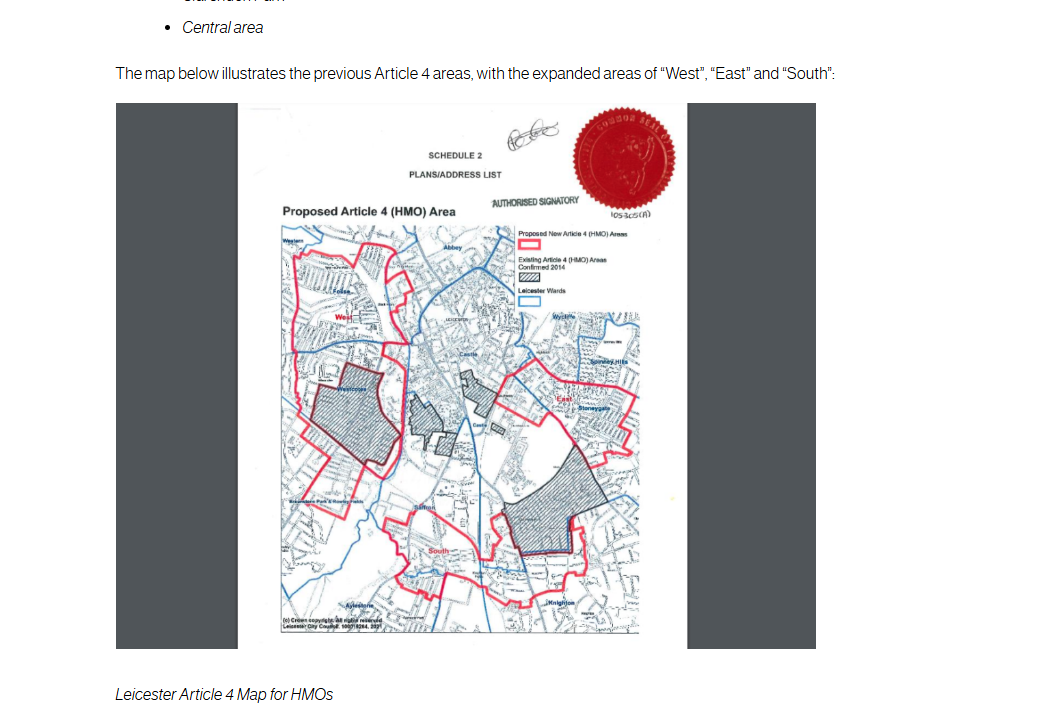 • Central area
The map below illustrates the previous Article 4 areas, with the expanded areas of “West”, “East” and “South”:
COMMON SEAL
SCHEDULE 2
PLANS/ADDRESS LIST
AUTHORISED SIGNATORY
Proposed Article 4 (HMO) Area
Proposed New Article 4 (HMO) Areas
Existing Article 4 (HMO) Areas
Confirmed 2014
Leicester Wards
Western
Abbey
Fosse
West
LEICESTER
Wycliffe
Castle
Spinney Hills
Westcotes
East
Stoneygate
Castle
Saffron
South
Aylestone
Knighton
(c) Crown copyright. All rights reserved
Leicester City Council.
Leicester Article 4 Map for HMOs